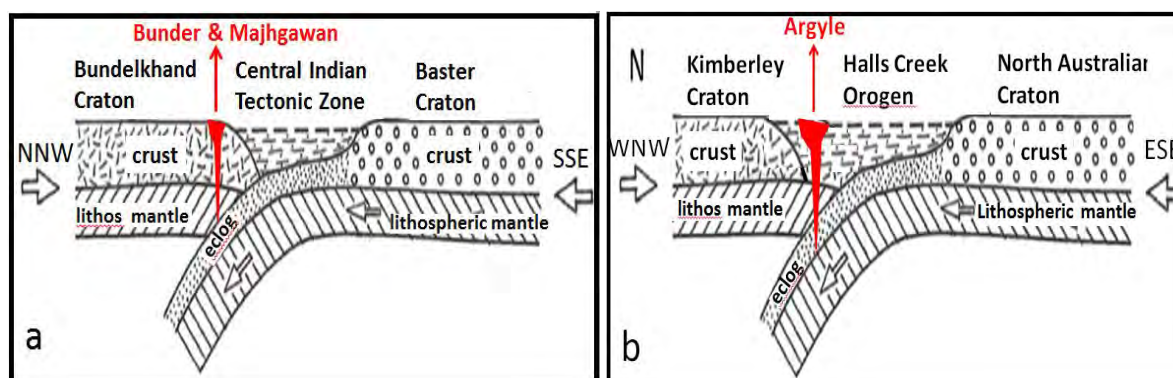 Bunder & Majhgawan
Bundelkhand Craton
Central Indian Tectonic Zone
Baster Craton
NNW
crust
crust
SSE
lithos mantle
lithospheric mantle
eclog
a
Argyle
N
Kimberley Craton
Halls Creek Orogen
North Australian Craton
WNW
crust
crust
ESE
lithos mantle
Lithospheric mantle
eclog
b